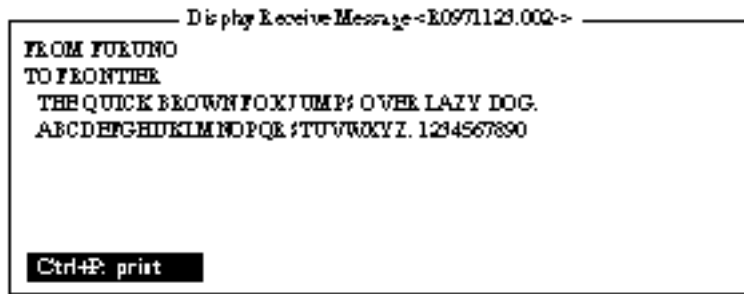 Display Receive Message <R0971123.002>
FROM FURUNO
TO FRONTIER
THE QUICK BROWN FOX JUMPS OVER LAZY DOG.
ABCDEFGHIJKLMNOPQRSTUVWXYZ. 1234567890
Ctrl+P: print